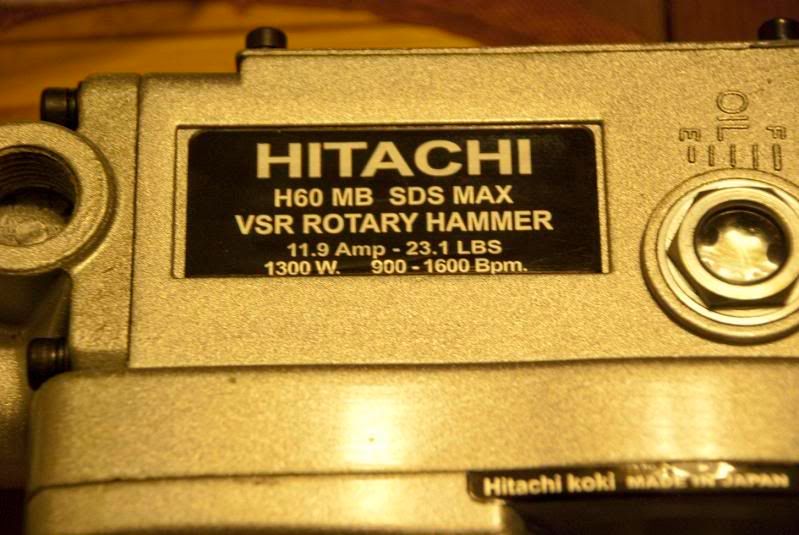 HITACHI
H60 MB SDS MAX
VSR ROTARY HAMMER
11.9 Amp - 23.1 LBS
1300 W. 900 - 1600 Bpm.
OIL
E F
Hitachi koki MADE IN JAPAN